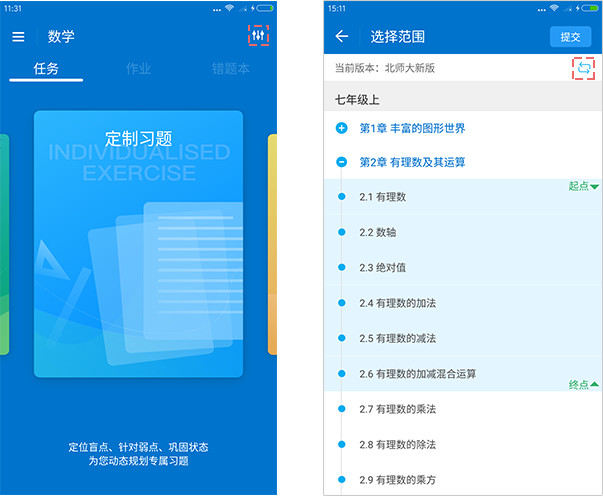 11:31
数学
任务
作业
错题本
定制习题
INDIVIDUALISED
EXERCISE
定位盲点、针对弱点、巩固状态
为您动态规划专属习题
15:11
选择范围
提交
当前版本：北师大新版
七年级上
第1章 丰富的图形世界
第2章 有理数及其运算
起点
2.1 有理数
2.2 数轴
2.3 绝对值
2.4 有理数的加法
2.5 有理数的减法
2.6 有理数的加减混合运算
终点
2.7 有理数的乘法
2.8 有理数的除法
2.9 有理数的乘方